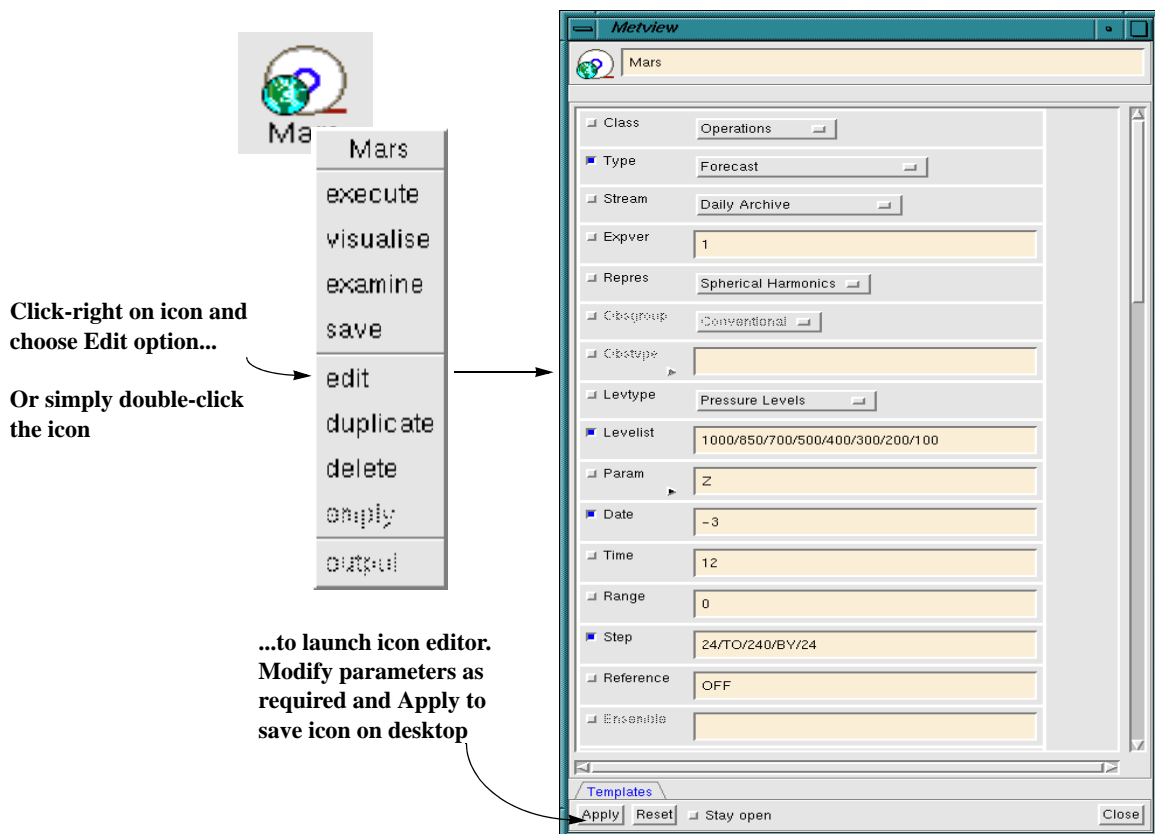 Mars
Mars
execute
visualise
examine
save
edit
duplicate
delete
empty
output
Click-right on icon and
choose Edit option...
Or simply double-click
the icon
...to launch icon editor.
Modify parameters as
required and Apply to
save icon on desktop
Metview
Mars
Class Operations
Type Forecast
Stream Daily Archive
Expver 1
Repres Spherical Harmonics
Obsgroup Conventional
Obstype
Levtype Pressure Levels
Levelist 1000/850/700/500/400/300/200/100
Param Z
Date -3
Time 12
Range 0
Step 24/TO/240/BY/24
Reference OFF
Ensemble
Templates
Apply Reset Stay open Close